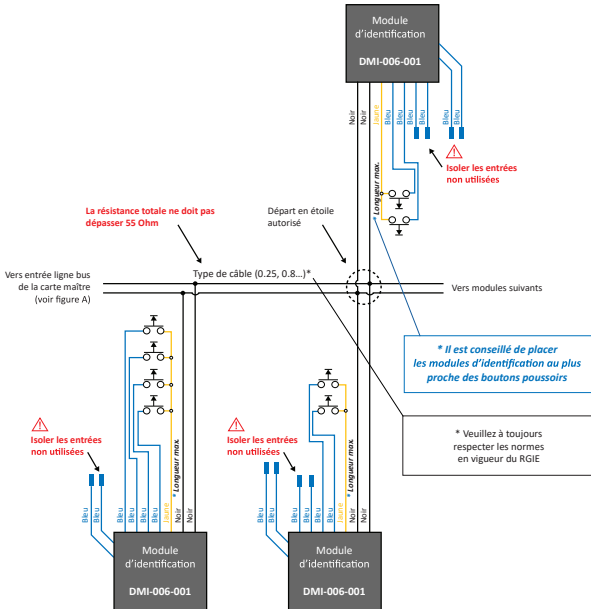 Module
d'identification
DMI-006-001
Noir
Noir
Jaune
Bleu
Bleu
Bleu
Bleu
Bleu
Bleu
Isoler les entrées
non utilisées
* Longueur max.
La résistance totale ne doit pas
dépasser 55 Ohm
Départ en étoile
autorisé
Vers entrée ligne bus
de la carte maître
(voir figure A)
Type de câble (0.25, 0.8...)*
Vers modules suivants
* Il est conseillé de placer
les modules d'identification au plus
proche des boutons poussoirs
* Veuillez à toujours
respecter les normes
en vigueur du RGIE
Isoler les entrées
non utilisées
Bleu
Bleu
Bleu
Bleu
Bleu
Bleu
Jaune
* Longueur max.
Noir
Noir
Module
d'identification
DMI-006-001
Isoler les entrées
non utilisées
Bleu
Bleu
Bleu
Bleu
Bleu
Bleu
Jaune
* Longueur max.
Noir
Noir
Module
d'identification
DMI-006-001